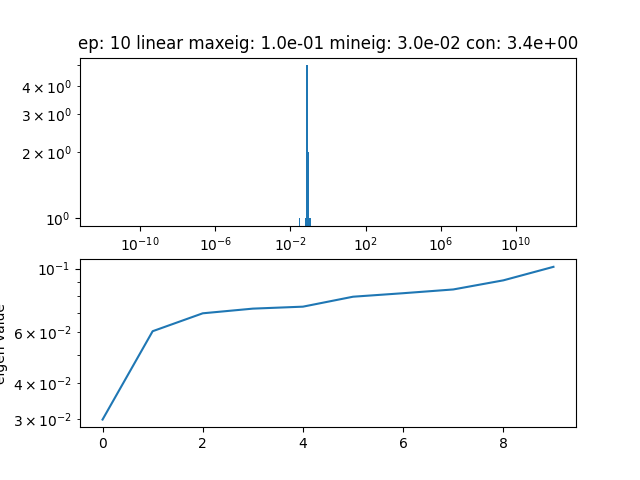 ep: 10 linear maxeig: 1.0e-01 mineig: 3.0e-02 con: 3.4e+00
4 × 10⁰
3 × 10⁰
2 × 10⁰
10⁰
10⁻¹⁰ 10⁻⁶ 10⁻² 10² 10⁶ 10¹⁰
10⁻¹
6 × 10⁻²
4 × 10⁻²
3 × 10⁻²
eigen value
0 2 4 6 8